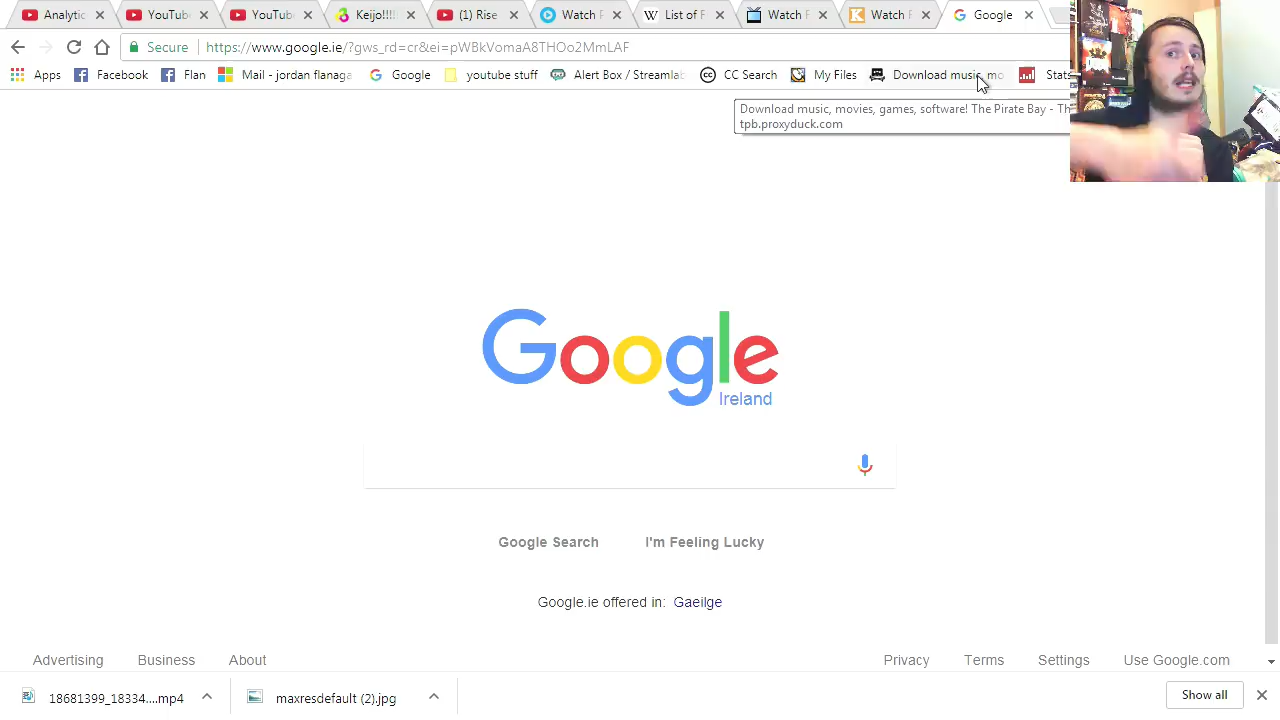 Analytic YouTube YouTube Keijo!!!! (1) Rise Watch F List of F Watch F Watch F Google
Secure https://www.google.ie/?gws_rd=cr&ei=pWBkVomaA8THOo2MmLAF
Apps Facebook Flan Mail - jordan flanaga Google youtube stuff Alert Box / Streamlab CC Search My Files Download music, mo Stats
Download music, movies, games, software! The Pirate Bay - Th
tpb.proxyduck.com
Google
Ireland
Google Search I'm Feeling Lucky
Google.ie offered in: Gaeilge
Advertising Business About Privacy Terms Settings Use Google.com
18681399_18334....mp4 maxresdefault (2).jpg Show all